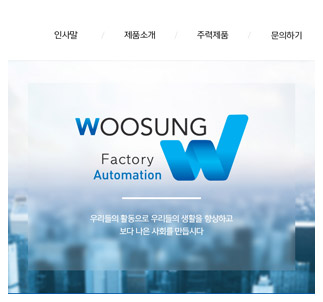 인사말 / 제품소개 / 주력제품 / 문의하기
WOOSUNG
Factory
Automation
우리들의 활동으로 우리들의 생활을 향상하고
보다 나은 사회를 만듭시다